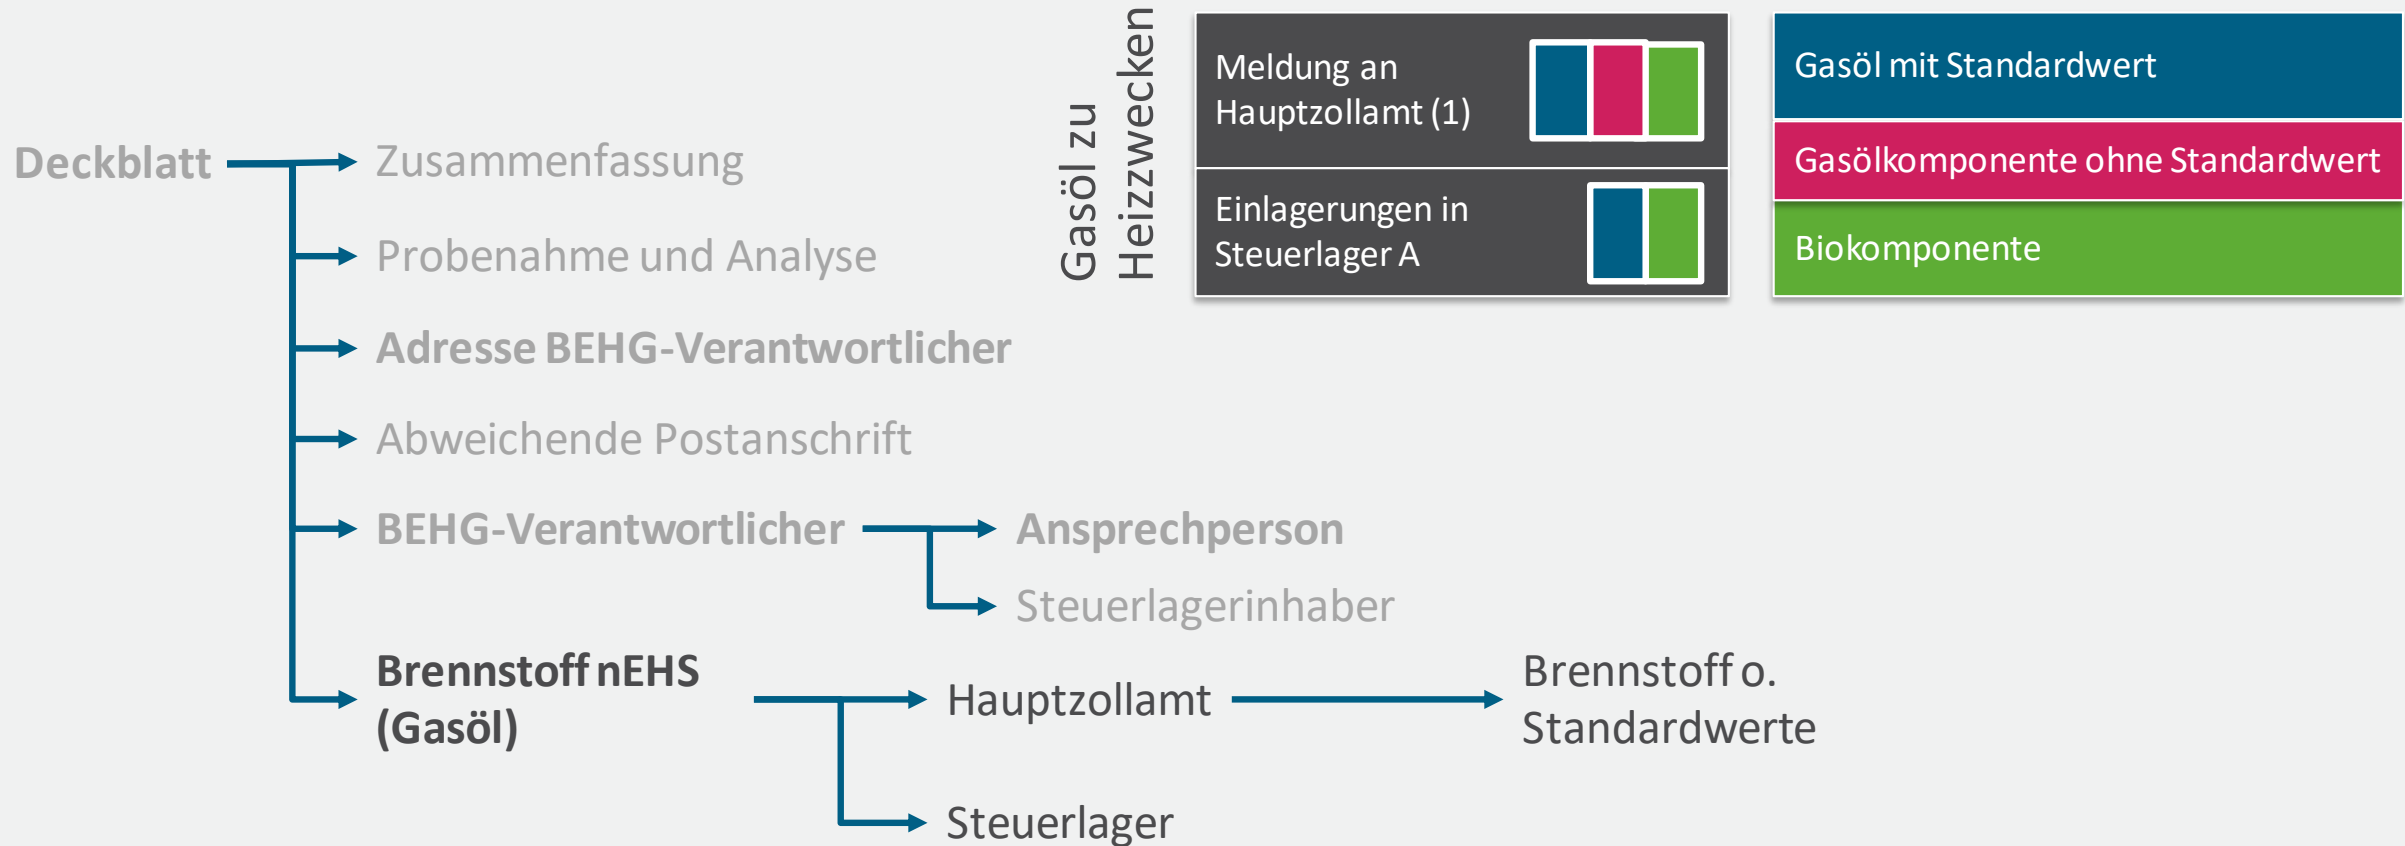 Gasöl zu
Heizzwecken
Meldung an
Hauptzollamt (1)
Einlagerungen in
Steuerlager A
Gasöl mit Standardwert
Gasölkomponente ohne Standardwert
Biokomponente
Deckblatt
Zusammenfassung
Probenahme und Analyse
Adresse BEHG-Verantwortlicher
Abweichende Postanschrift
BEHG-Verantwortlicher
Ansprechperson
Steuerlagerinhaber
Brennstoff nEHS
(Gasöl)
Hauptzollamt
Brennstoff o.
Standardwerte
Steuerlager